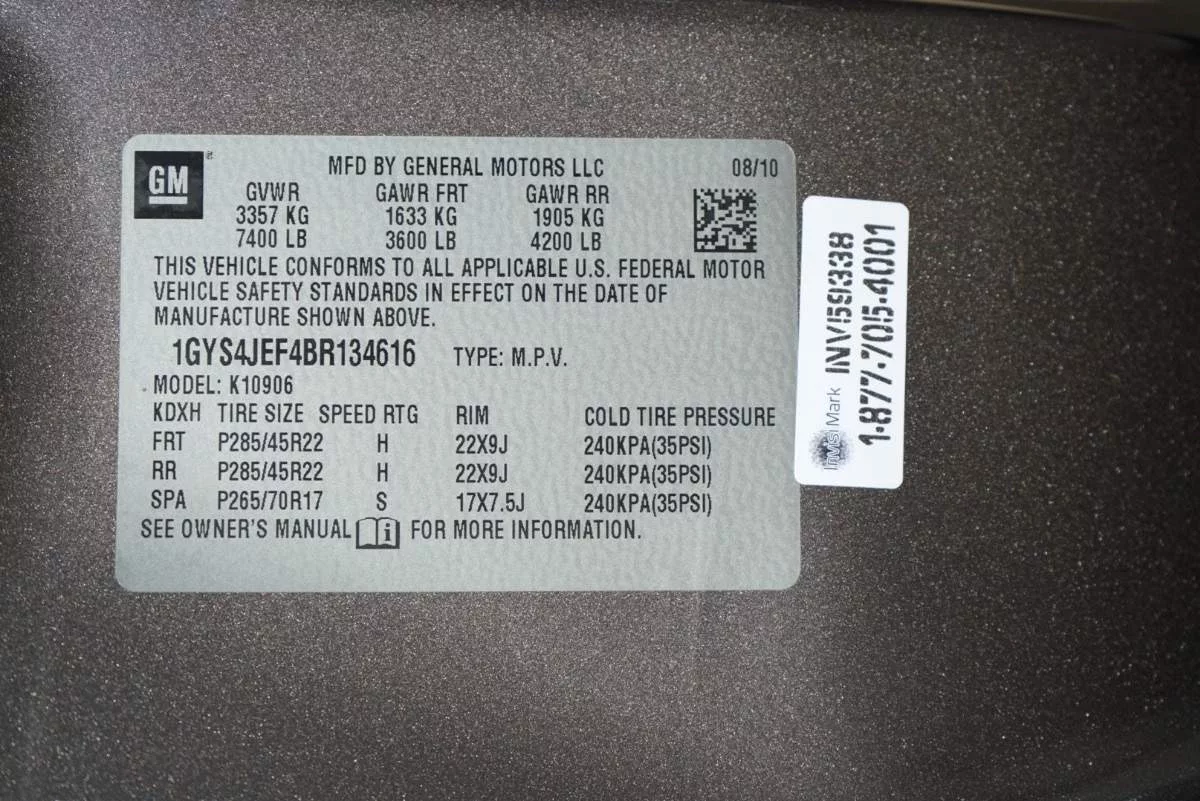 GM
MFD BY GENERAL MOTORS LLC 08/10
GVWR GAWR FRT GAWR RR
3357 KG 1633 KG 1905 KG
7400 LB 3600 LB 4200 LB
THIS VEHICLE CONFORMS TO ALL APPLICABLE U.S. FEDERAL MOTOR
VEHICLE SAFETY STANDARDS IN EFFECT ON THE DATE OF
MANUFACTURE SHOWN ABOVE.
1GYS4JEF4BR134616 TYPE: M.P.V.
MODEL: K10906
KDXH TIRE SIZE SPEED RTG RIM COLD TIRE PRESSURE
FRT P285/45R22 H 22X9J 240KPA(35PSI)
RR P285/45R22 H 22X9J 240KPA(35PSI)
SPA P265/70R17 S 17X7.5J 240KPA(35PSI)
SEE OWNER'S MANUAL i FOR MORE INFORMATION.
InvisiMark INV59338
1-877-705-4001